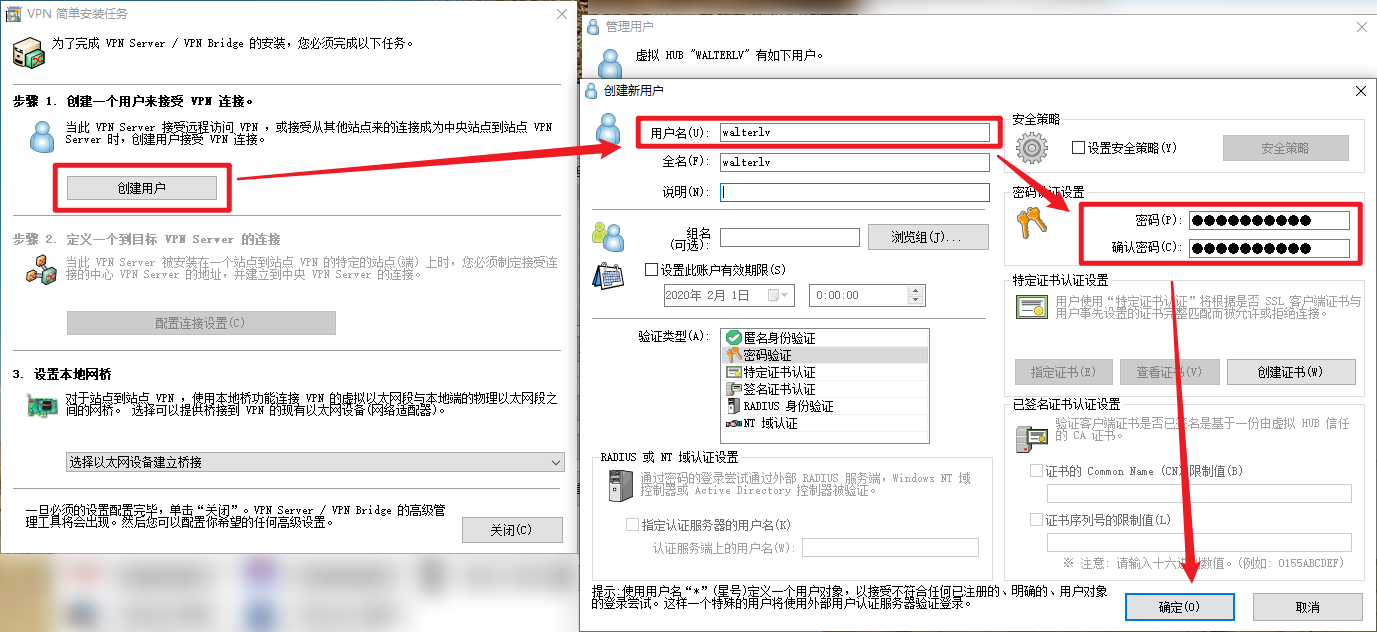 VPN 简单安装任务
为了完成 VPN Server / VPN Bridge 的安装，您必须完成以下任务。
步骤 1. 创建一个用户来接受 VPN 连接。
当此 VPN Server 接受远程访问 VPN ，或接受从其他站点来的连接成为中央站点到站点 VPN
Server 时，创建用户接受 VPN 连接。
创建用户
步骤 2. 定义一个到目标 VPN Server 的连接
当此 VPN Server 被安装在一个站点到站点 VPN 的特定的站点(端) 上时，您必须制定接受连
接的中心 VPN Server 的地址，并建立到中央 VPN Server 的连接。
配置连接设置(C)
3. 设置本地网桥
对于站点到站点 VPN ，使用本地桥功能连接 VPN 的虚拟以太网段与本地端的物理以太网段之
间的网桥。 选择可以提供桥接到 VPN 的现有以太网设备(网络适配器)。
选择以太网设备建立桥接
一旦必须的设置配置完毕，单击“关闭”。VPN Server / VPN Bridge 的高级管
理工具将会出现。然后您可以配置你希望的任何高级设置。
关闭(C)
管理用户
虚拟 HUB "WALTERLV" 有如下用户。
创建新用户
用户名(U):
walterlv
全名(F):
walterlv
说明(N):
组名
(可选):
浏览组(J)...
设置此账户有效期限(S)
2020年 2月 1日
0:00:00
验证类型(A):
匿名身份验证
密码验证
特定证书认证
签名证书认证
RADIUS 身份验证
NT 域认证
RADIUS 或 NT 域认证设置
通过密码的登录尝试通过外部 RADIUS 服务端，Windows NT 域
控制器或 Active Directory 控制器被验证。
指定认证服务器的用户名(K)
认证服务端上的用户名(W):
安全策略
设置安全策略(Y)
安全策略
密码认证设置
密码(P):
●●●●●●●●●●
确认密码(C):
●●●●●●●●●●
特定证书认证设置
用户使用“特定证书认证”将根据是否 SSL 客户端证书与
用户事先设置的证书完整匹配而被允许或拒绝连接。
指定证书(E)
查看证书(V)
创建证书(W)
已签名证书认证设置
验证客户端证书是否已签名是基于一份由虚拟 HUB 信任
的 CA 证书。
证书的 Common Name (CN)限制值(B)
证书序列号的限制值(L)
※ 注意: 请输入十六进制数值。(例如: 0155ABCDEF)
提示:使用用户名“*”(星号)定义一个用户对象，以接受不符合任何已注册的、明确的、用户对象
的登录尝试。这样一个特殊的用户将使用外部用户认证服务器验证登录。
确定(O)
取消